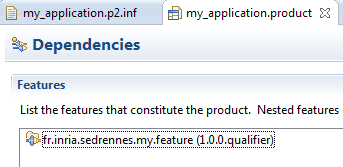 my_application.p2.inf my_application.product
Dependencies
Features
List the features that constitute the product. Nested features
fr.inria.sedrennes.my.feature (1.0.0.qualifier)